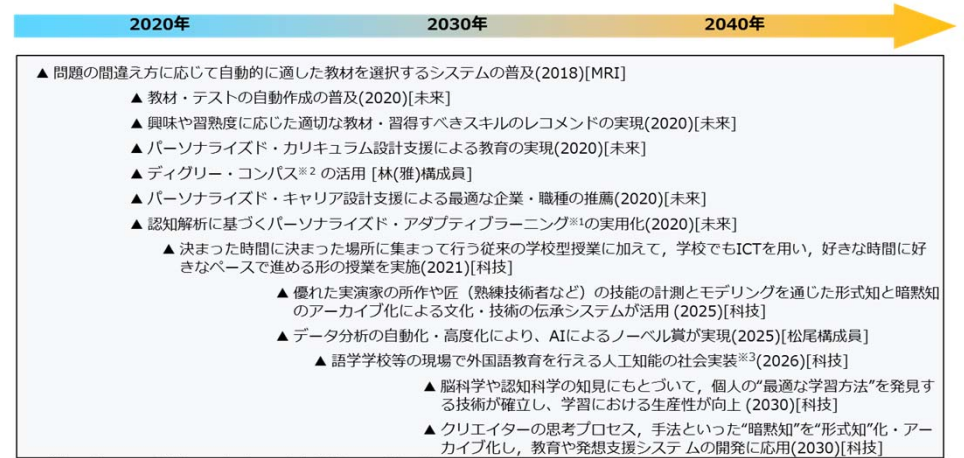 2020年 2030年 2040年
▲ 問題の間違え方に応じて自動的に適した教材を選択するシステムの普及(2018)[MRI]
▲ 教材・テストの自動作成の普及(2020)[未来]
▲ 興味や習熟度に応じた適切な教材・習得すべきスキルのレコメンドの実現(2020)[未来]
▲ パーソナライズド・カリキュラム設計支援による教育の実現(2020)[未来]
▲ ディグリー・コンパス※2 の活用 [林(雅)構成員]
▲ パーソナライズド・キャリア設計支援による最適な企業・職種の推薦(2020)[未来]
▲ 認知解析に基づくパーソナライズド・アダプティブラーニング※1の実用化(2020)[未来]
▲ 決まった時間に決まった場所に集まって行う従来の学校型授業に加えて，学校でもICTを用い，好きな時間に好
きなペースで進める形の授業を実施(2021)[科技]
▲ 優れた実演家の所作や匠（熟練技術者など）の技能の計測とモデリングを通じた形式知と暗黙知
のアーカイブ化による文化・技術の伝承システムが活用 (2025)[科技]
▲ データ分析の自動化・高度化により、AIによるノーベル賞が実現(2025)[松尾構成員]
▲ 語学学校等の現場で外国語教育を行える人工知能の社会実装※3(2026)[科技]
▲ 脳科学や認知科学の知見にもとづいて，個人の“最適な学習方法”を発見す
る技術が確立し、学習における生産性が向上 (2030)[科技]
▲ クリエイターの思考プロセス，手法といった“暗黙知”を“形式知”化・アー
カイブ化し，教育や発想支援システ ムの開発に応用(2030)[科技]